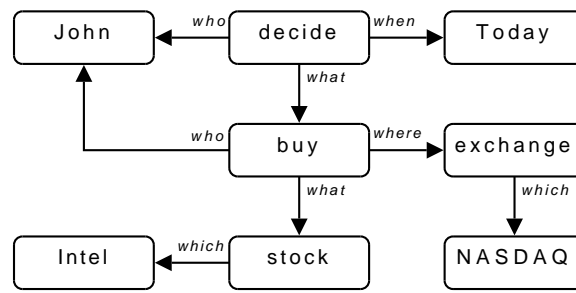 John who decide when Today
what
who buy where exchange
what which
Intel which stock NASDAQ